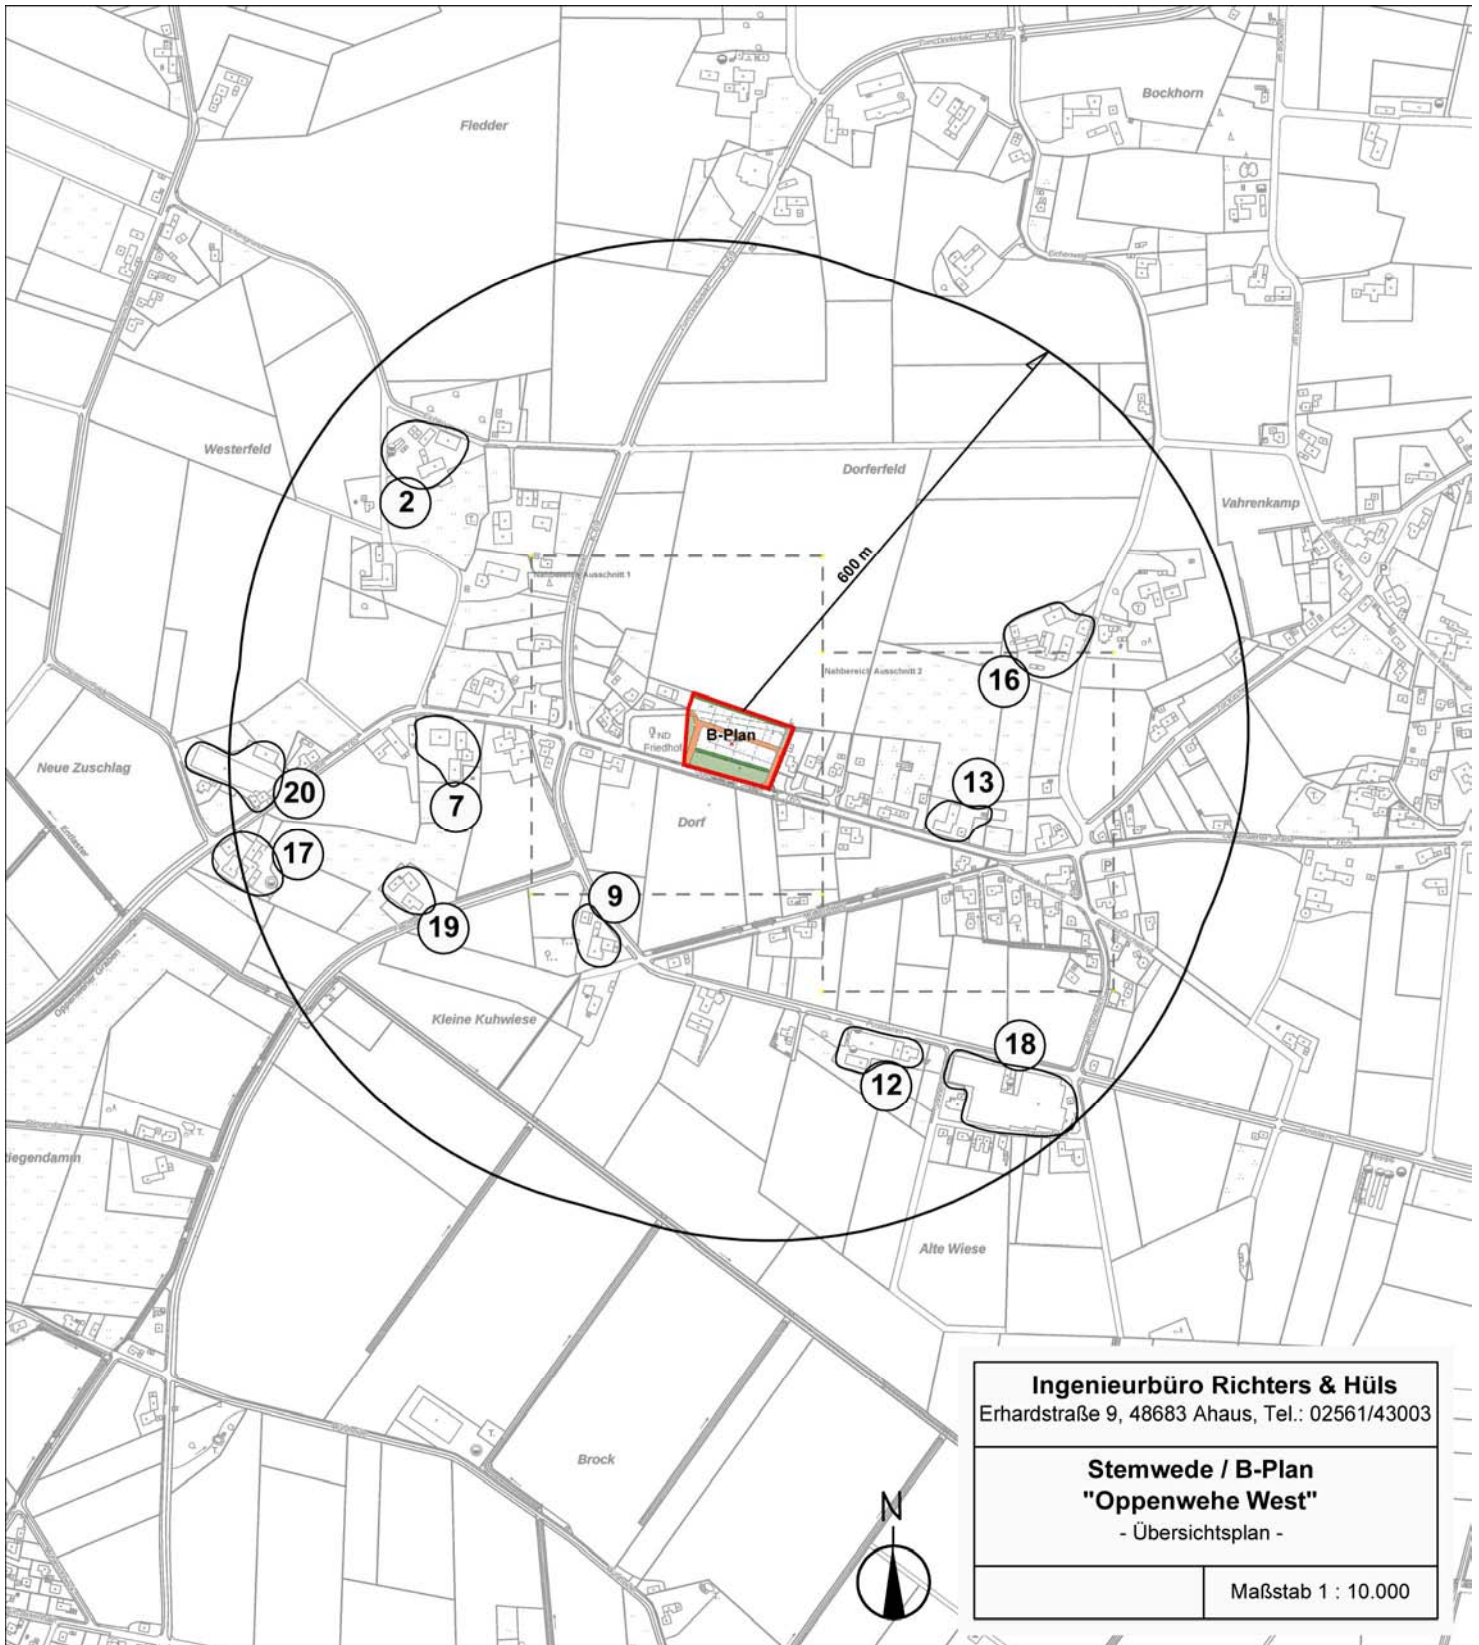 Bockhorn
Fledder
Westerfeld
2
Dorferfeld
Vahrenkamp
600 m
Nahbereich Ausschnitt 1
Nahbereich Ausschnitt 2
16
ND
Friedhof
B-Plan
Neue Zuschlag
20
7
13
Dorf
17
9
19
Kleine Kuhwiese
18
12
iegendamm
Alte Wiese
Brock
N
Ingenieurbüro Richters & Hüls
Erhardstraße 9, 48683 Ahaus, Tel.: 02561/43003
Stemwede / B-Plan
"Oppenwehe West"
- Übersichtsplan -
Maßstab 1 : 10.000